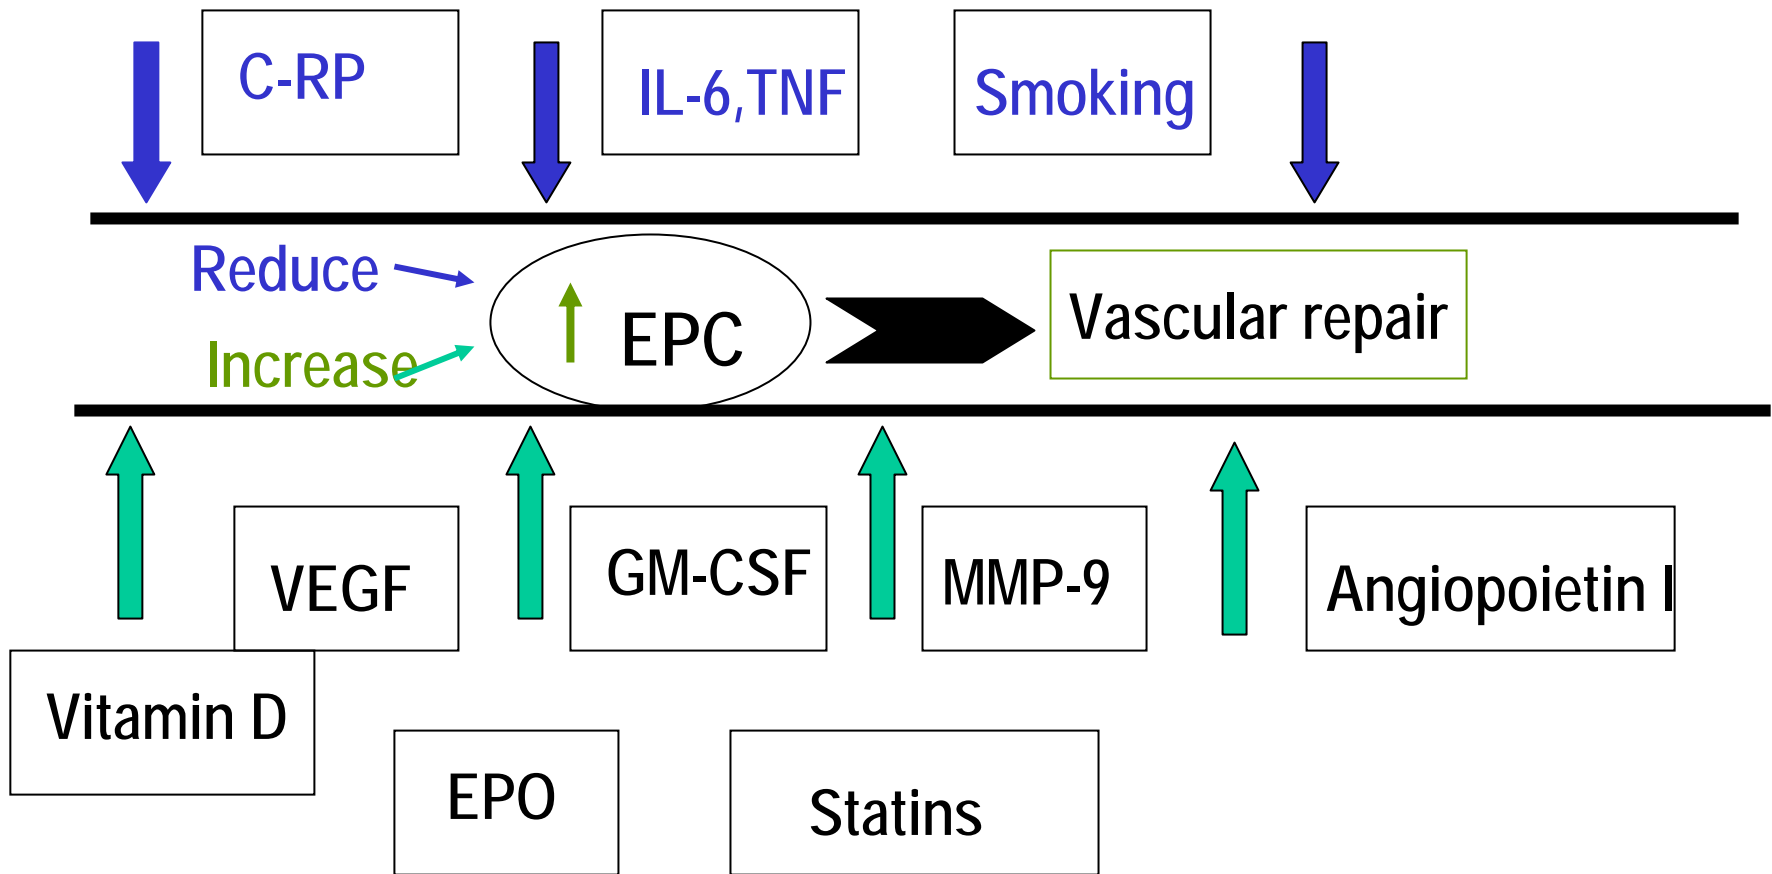 C-RP
IL-6,TNF
Smoking
Reduce
Increase
EPC
Vascular repair
VEGF
GM-CSF
MMP-9
Angiopoietin I
Vitamin D
EPO
Statins